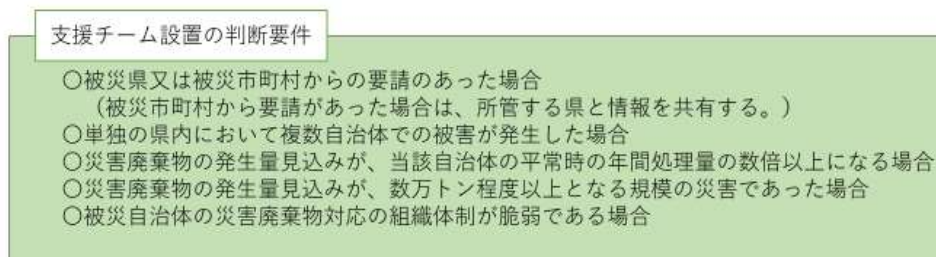 支援チーム設置の判断要件
〇被災県又は被災市町村からの要請のあった場合
（被災市町村から要請があった場合は、所管する県と情報を共有する。）
〇単独の県内において複数自治体での被害が発生した場合
〇災害廃棄物の発生量見込みが、当該自治体の平常時の年間処理量の数倍以上になる場合
〇災害廃棄物の発生量見込みが、数万トン程度以上となる規模の災害であった場合
〇被災自治体の災害廃棄物対応の組織体制が脆弱である場合